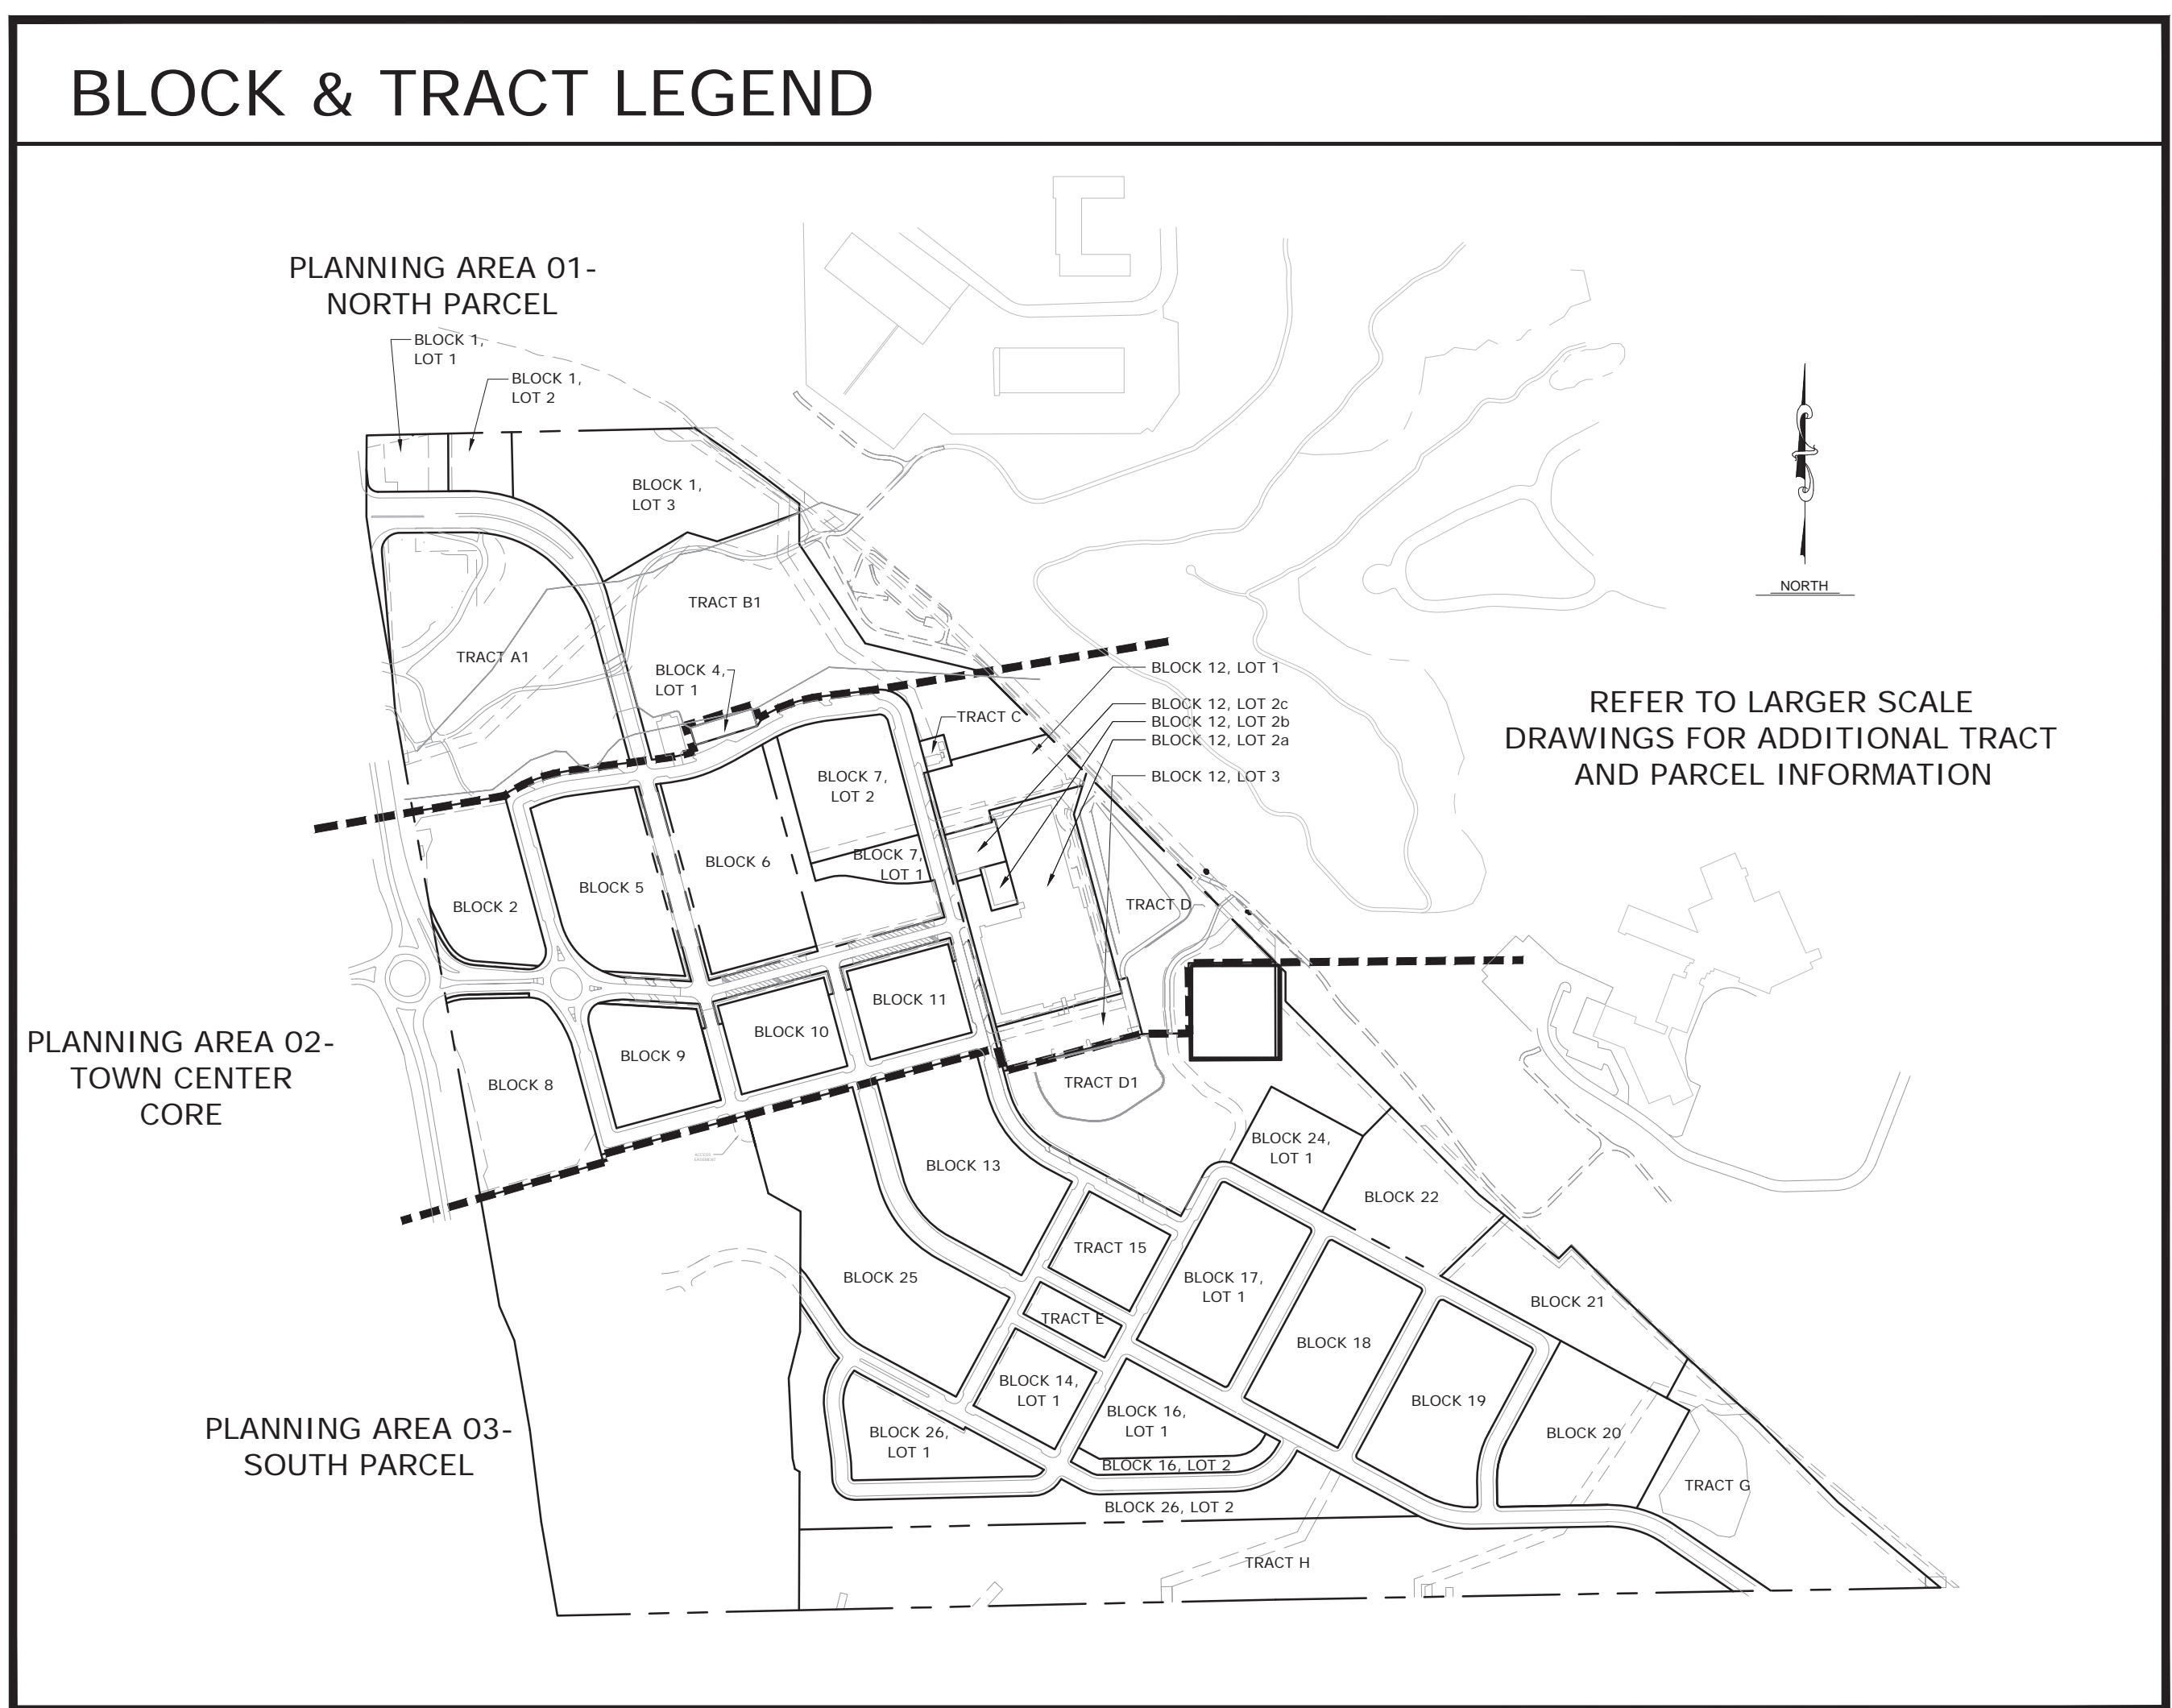 BLOCK & TRACT LEGEND
PLANNING AREA 01-
NORTH PARCEL
BLOCK 1,
LOT 1
BLOCK 1,
LOT 2
BLOCK 1,
LOT 3
TRACT B1
TRACT A1
BLOCK 4,
LOT 1
NORTH
BLOCK 12, LOT 1
BLOCK 12, LOT 2c
BLOCK 12, LOT 2b
BLOCK 12, LOT 2a
BLOCK 12, LOT 3
TRACT C
REFER TO LARGER SCALE
DRAWINGS FOR ADDITIONAL TRACT
AND PARCEL INFORMATION
BLOCK 7,
LOT 2
BLOCK 7,
LOT 1
BLOCK 6
BLOCK 5
BLOCK 2
TRACT D
BLOCK 11
BLOCK 10
BLOCK 9
BLOCK 8
PLANNING AREA 02-
TOWN CENTER
CORE
TRACT D1
ACCESS
EASEMENT
BLOCK 13
BLOCK 24,
LOT 1
BLOCK 22
TRACT 15
BLOCK 25
BLOCK 17,
LOT 1
BLOCK 21
TRACT E
BLOCK 18
BLOCK 14,
LOT 1
BLOCK 19
BLOCK 16,
LOT 1
BLOCK 20
BLOCK 26,
LOT 1
PLANNING AREA 03-
SOUTH PARCEL
BLOCK 16, LOT 2
TRACT G
BLOCK 26, LOT 2
TRACT H